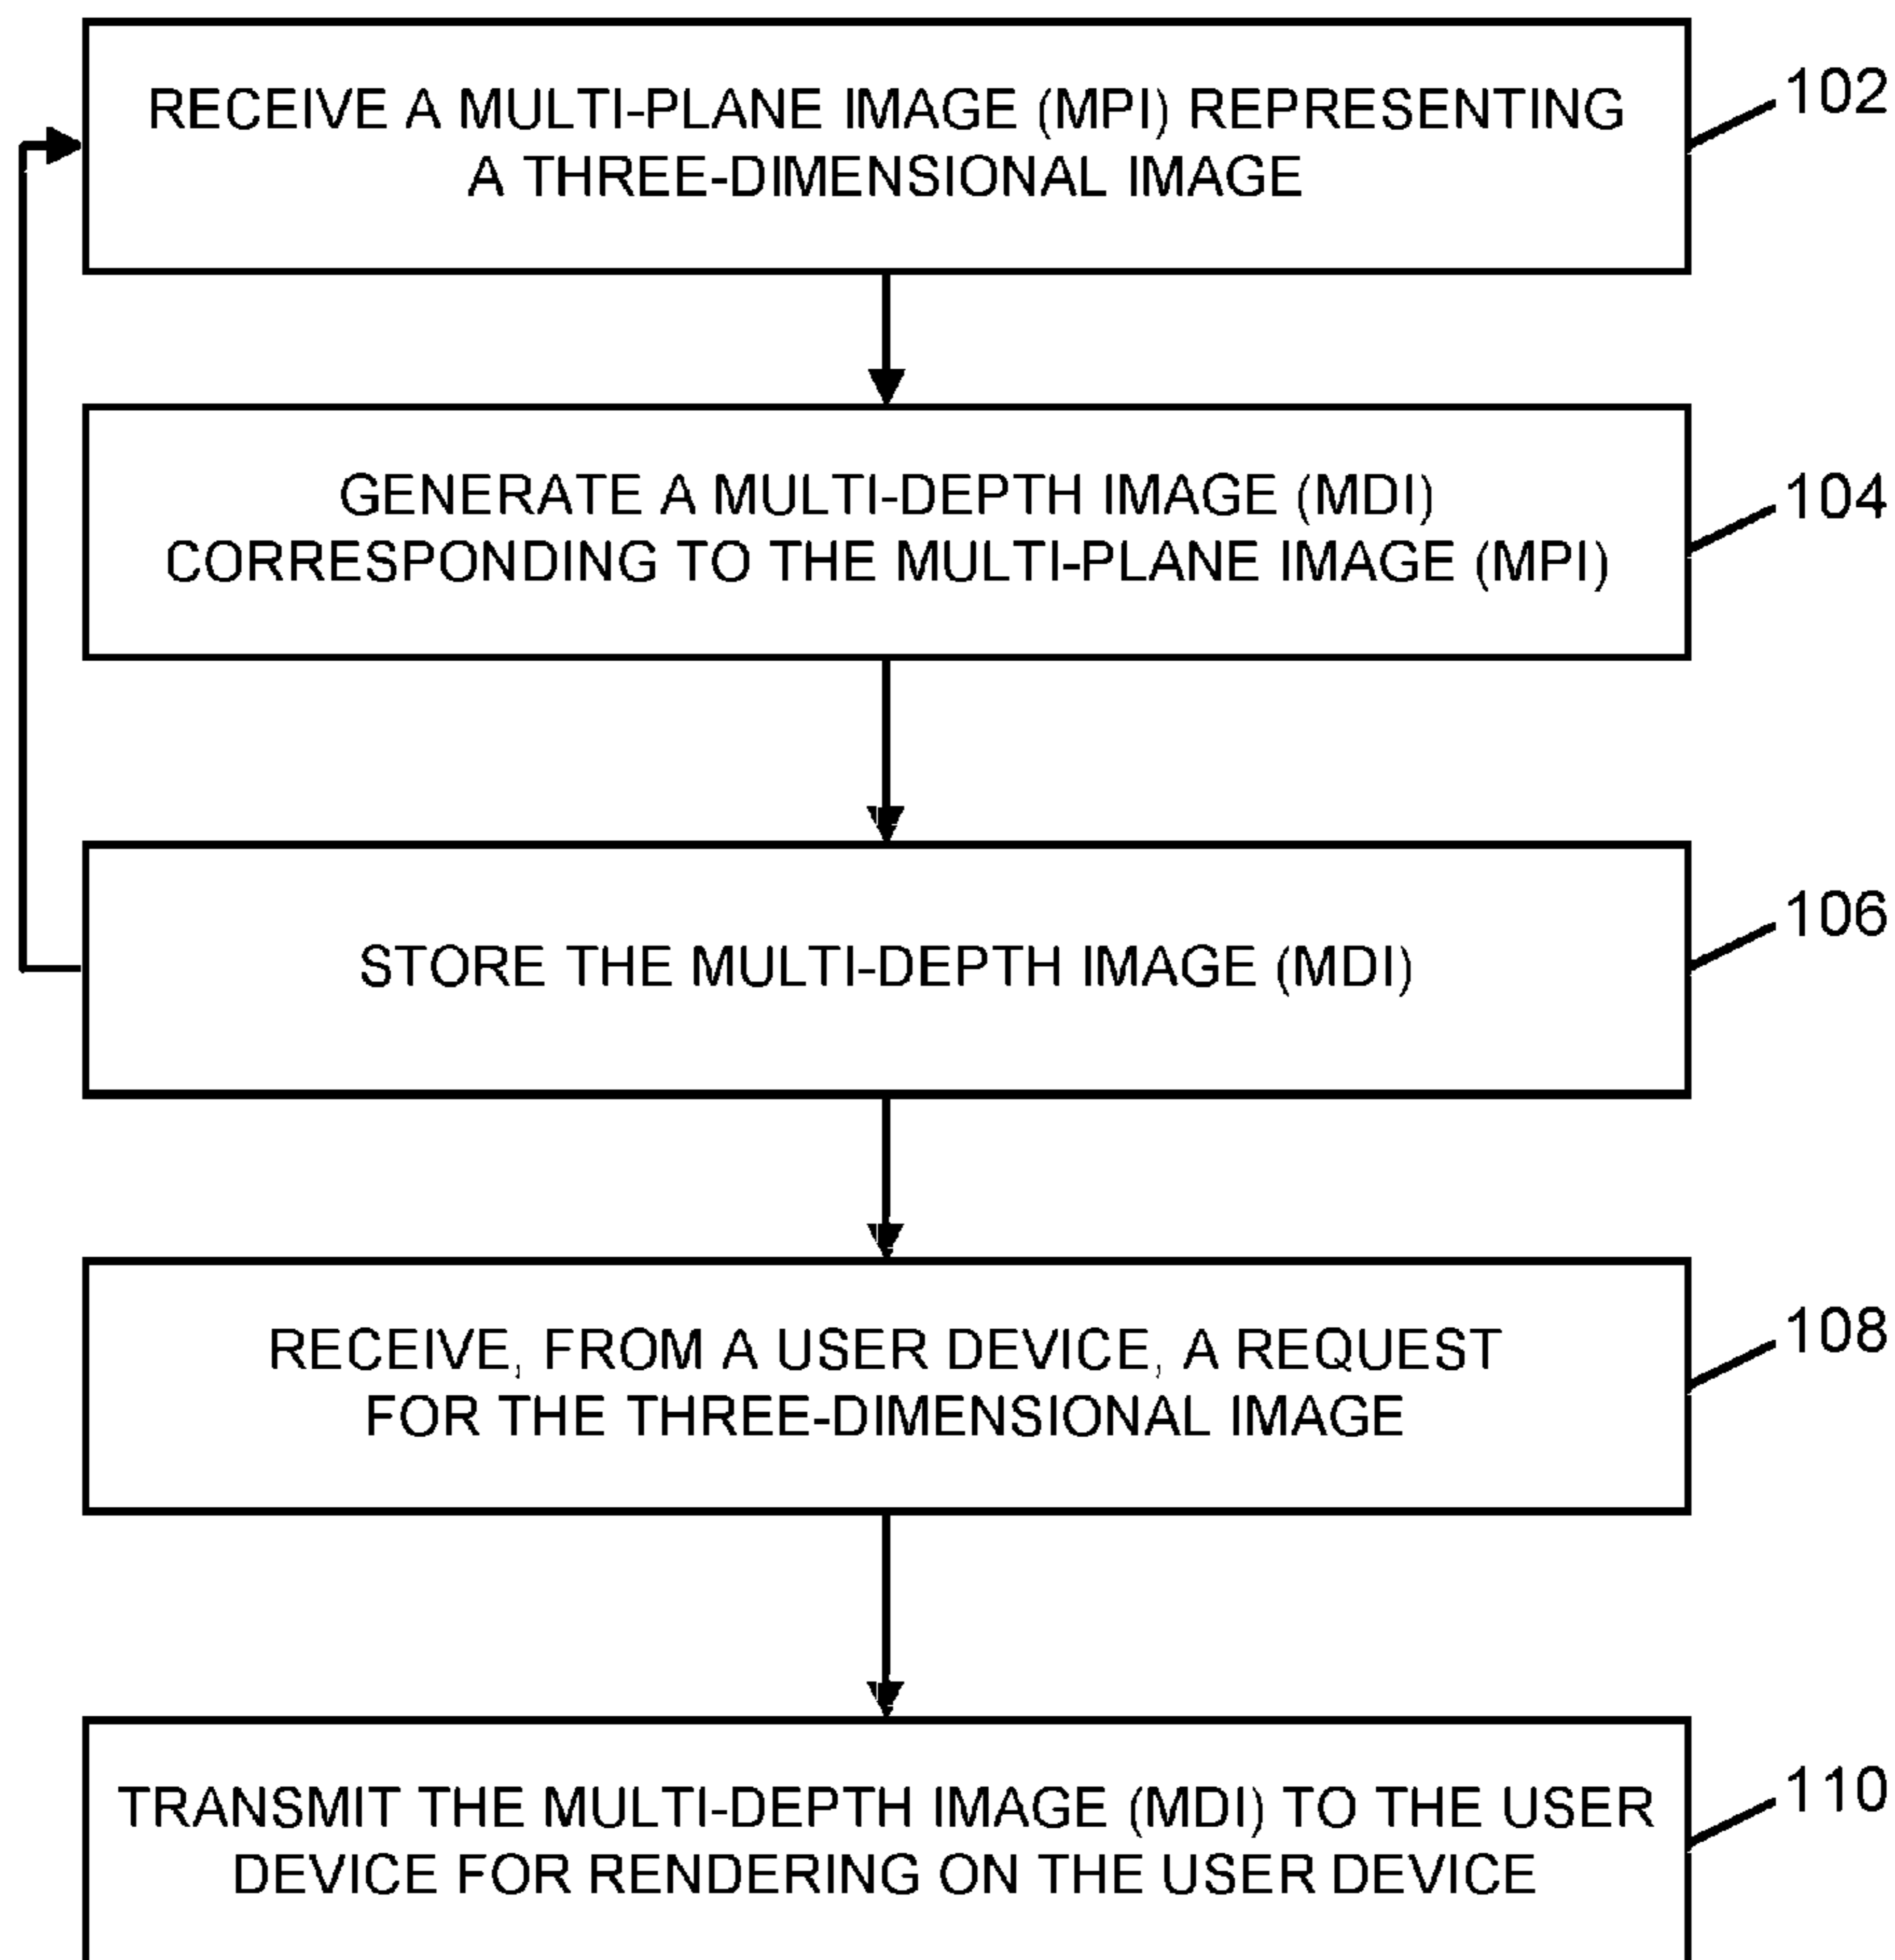 RECEIVE A MULTI-PLANE IMAGE (MPI) REPRESENTING
A THREE-DIMENSIONAL IMAGE
102
GENERATE A MULTI-DEPTH IMAGE (MDI)
CORRESPONDING TO THE MULTI-PLANE IMAGE (MPI)
104
STORE THE MULTI-DEPTH IMAGE (MDI)
106
RECEIVE, FROM A USER DEVICE, A REQUEST
FOR THE THREE-DIMENSIONAL IMAGE
108
TRANSMIT THE MULTI-DEPTH IMAGE (MDI) TO THE USER
DEVICE FOR RENDERING ON THE USER DEVICE
110